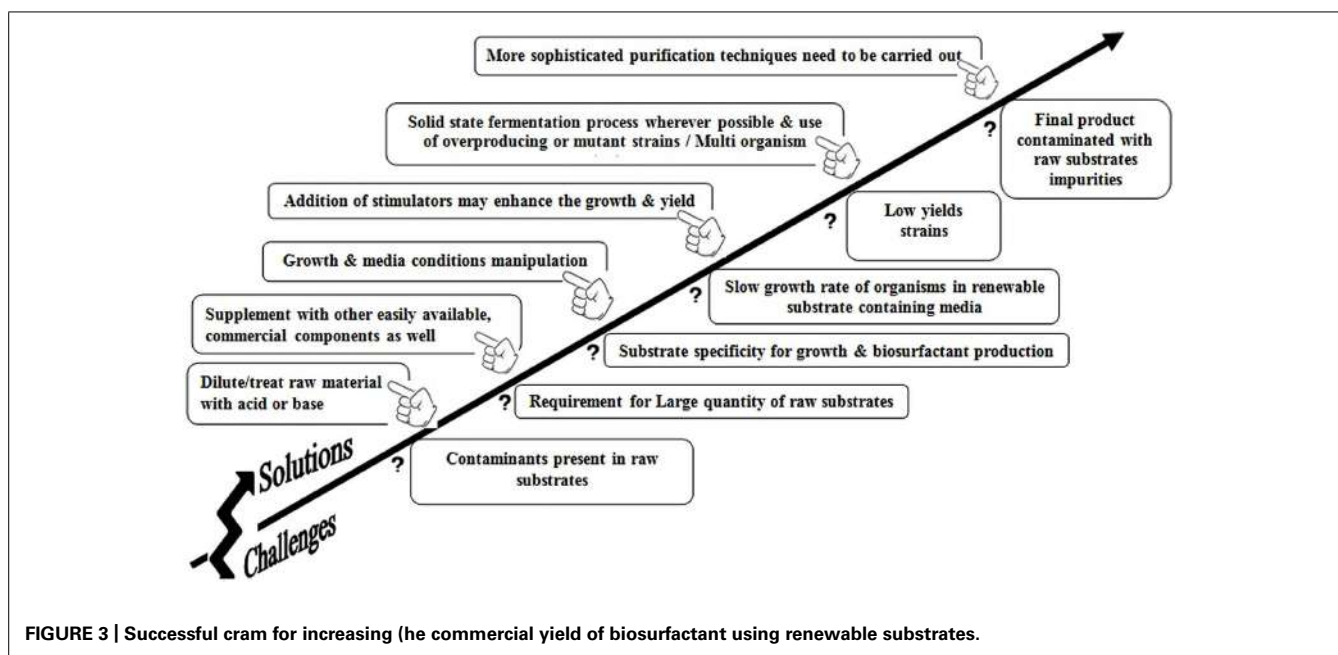 More sophisticated purification techniques need to be carried out
Solid state fermentation process wherever possible & use
of overproducing or mutant strains / Multi organism
Addition of stimulators may enhance the growth & yield
Growth & media conditions manipulation
Supplement with other easily available,
commercial components as well
Dilute/treat raw material
with acid or base
Solutions
Challenges
?
Final product
contaminated with
raw substrates
impurities
?
Low yields
strains
?
Slow growth rate of organisms in renewable
substrate containing media
?
Substrate specificity for growth & biosurfactant production
?
Requirement for Large quantity of raw substrates
?
Contaminants present in raw
substrates
FIGURE 3 | Successful cram for increasing (he commercial yield of biosurfactant using renewable substrates.